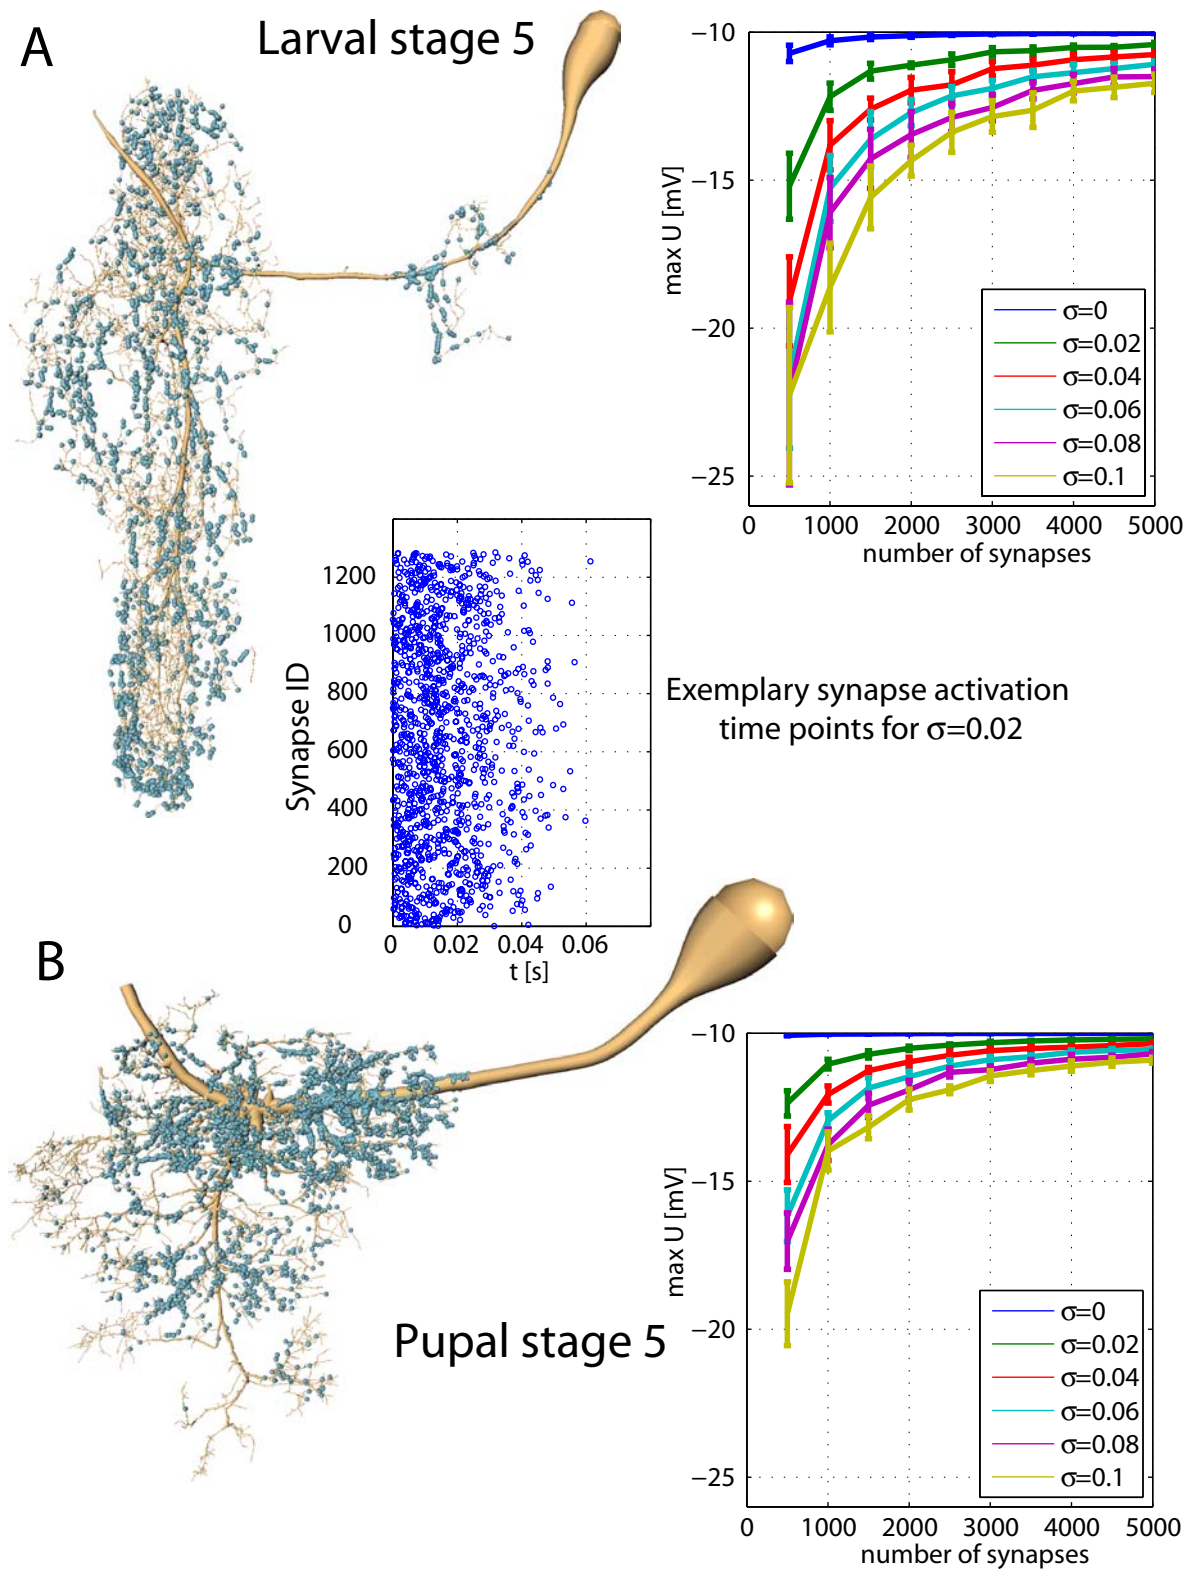 A
Larval stage 5
−10
−15
−20
−25
max U [mV]
0 1000 2000 3000 4000 5000
number of synapses
σ=0
σ=0.02
σ=0.04
σ=0.06
σ=0.08
σ=0.1
1200
1000
800
600
400
200
0
Synapse ID
0 0.02 0.04 0.06
t [s]
Exemplary synapse activation
time points for σ=0.02
B
Pupal stage 5
−10
−15
−20
−25
max U [mV]
0 1000 2000 3000 4000 5000
number of synapses
σ=0
σ=0.02
σ=0.04
σ=0.06
σ=0.08
σ=0.1